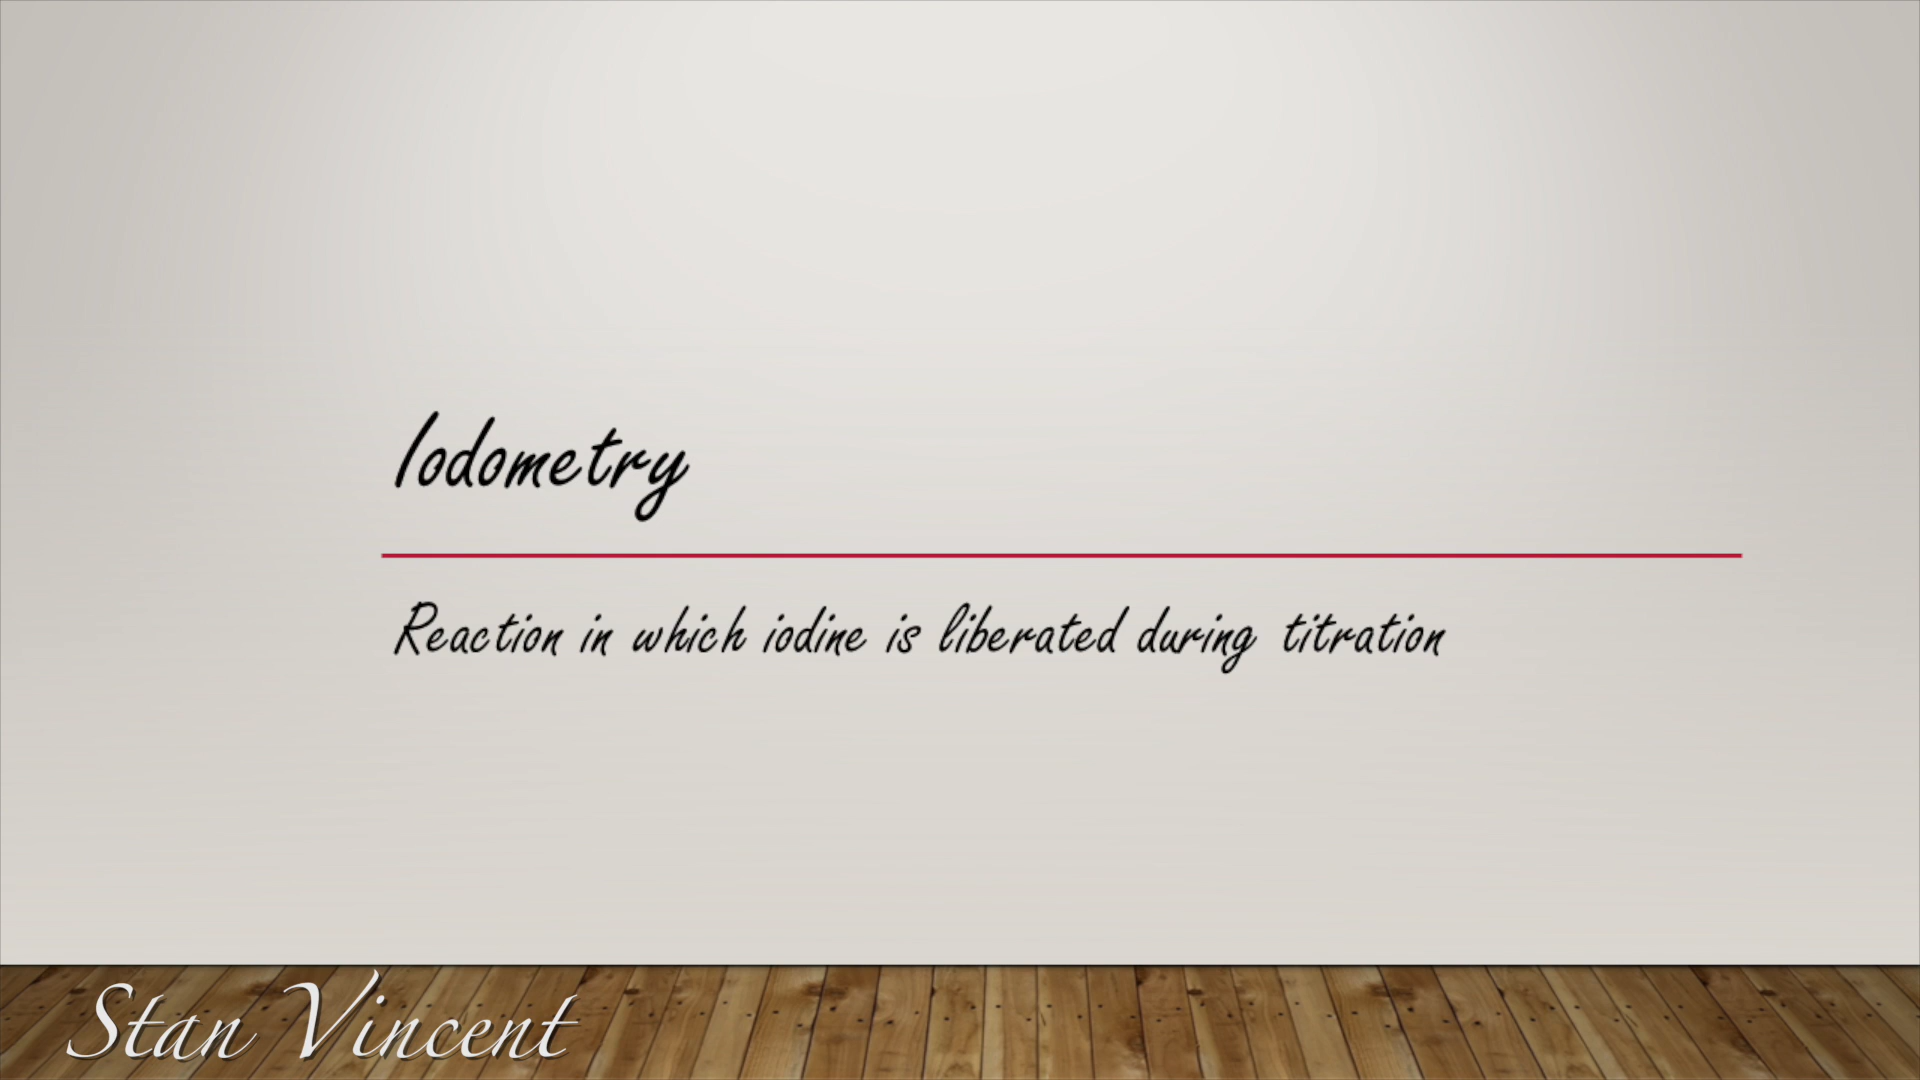 Iodometry
Reaction in which iodine is liberated during titration
Stan Vincent